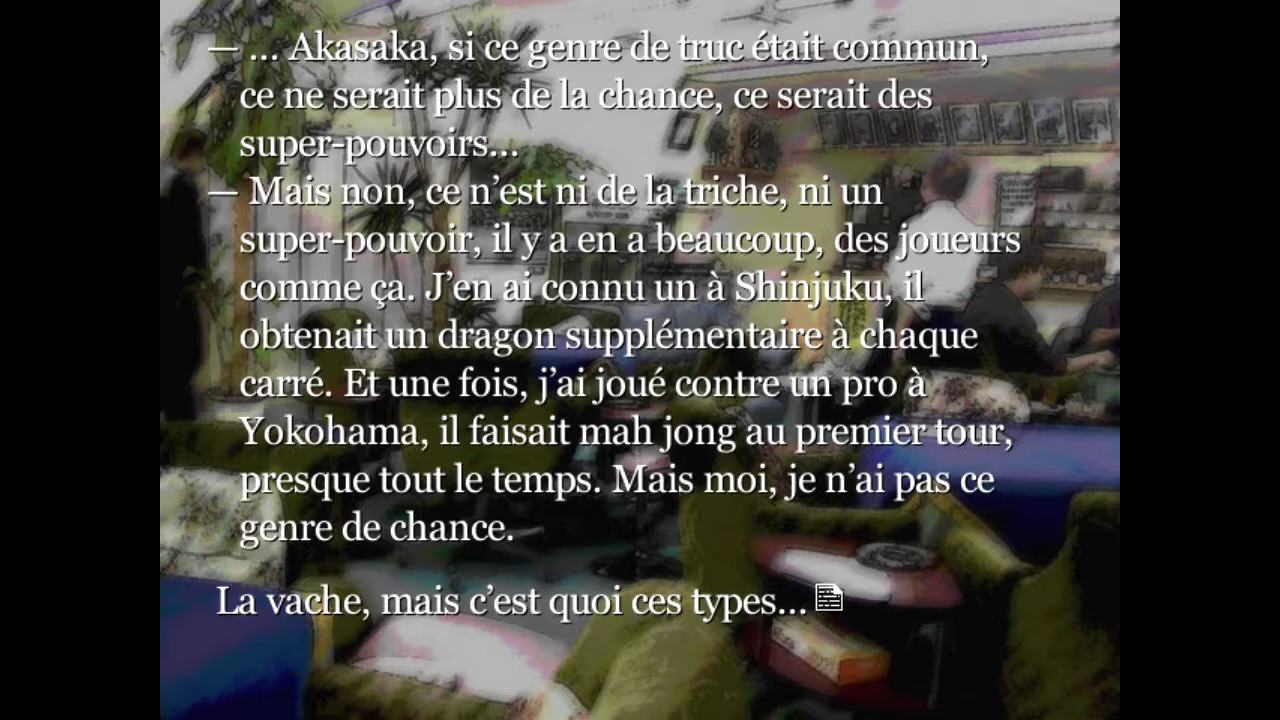 — ... Akasaka, si ce genre de truc était commun,
ce ne serait plus de la chance, ce serait des
super-pouvoirs...
— Mais non, ce n’est ni de la triche, ni un
super-pouvoir, il y a en a beaucoup, des joueurs
comme ça. J’en ai connu un à Shinjuku, il
obtenait un dragon supplémentaire à chaque
carré. Et une fois, j’ai joué contre un pro à
Yokohama, il faisait mah jong au premier tour,
presque tout le temps. Mais moi, je n’ai pas ce
genre de chance.
La vache, mais c’est quoi ces types...